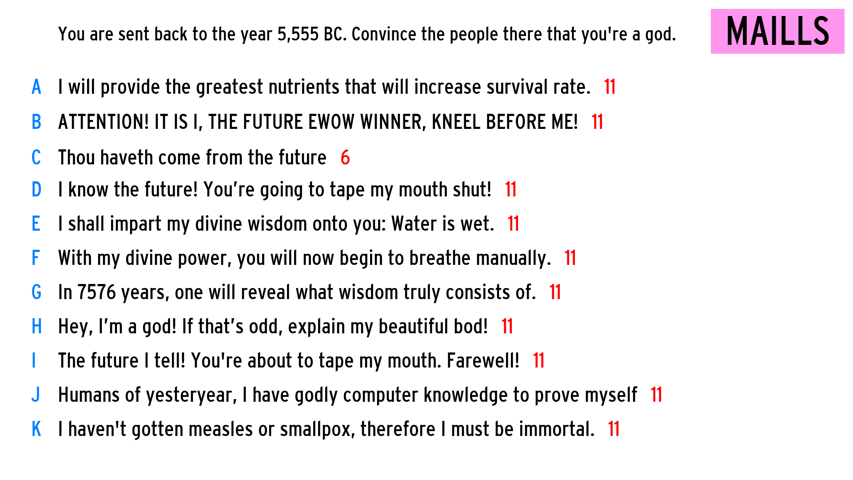 You are sent back to the year 5,555 BC. Convince the people there that you're a god.
MAILLS
A I will provide the greatest nutrients that will increase survival rate. 11
B ATTENTION! IT IS I, THE FUTURE EWOW WINNER, KNEEL BEFORE ME! 11
C Thou haveth come from the future 6
D I know the future! You’re going to tape my mouth shut! 11
E I shall impart my divine wisdom onto you: Water is wet. 11
F With my divine power, you will now begin to breathe manually. 11
G In 7576 years, one will reveal what wisdom truly consists of. 11
H Hey, I’m a god! If that’s odd, explain my beautiful bod! 11
I The future I tell! You're about to tape my mouth. Farewell! 11
J Humans of yesteryear, I have godly computer knowledge to prove myself 11
K I haven't gotten measles or smallpox, therefore I must be immortal. 11